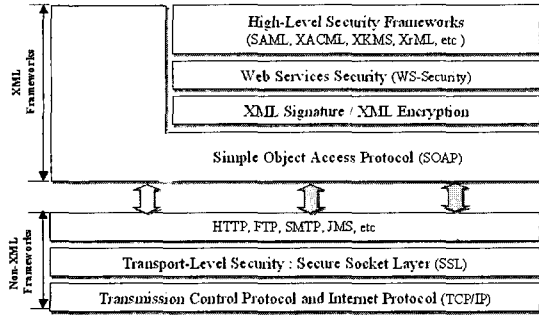 XML
Frameworks
High-Level Security Frameworks
(SAML, XACML, XKMS, XrML, etc )
Web Services Security (WS-Security)
XML Signature / XML Encryption
Simple Object Access Protocol (SOAP)
Non-XML
Frameworks
HTTP, FTP, SMTP, JMS, etc
Transport-Level Security : Secure Socket Layer (SSL)
Transmission Control Protocol and Internet Protocol (TCP/IP)